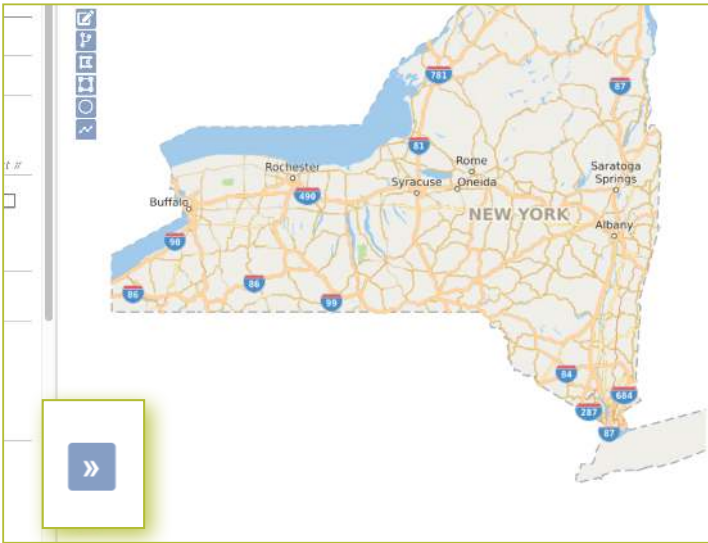 781
87
81
ct #
Rochester
Rome
Saratoga
Springs
Syracuse
Oneida
490
Buffalo
NEW YORK
Albany
90
86
86
99
84
684
287
87
»